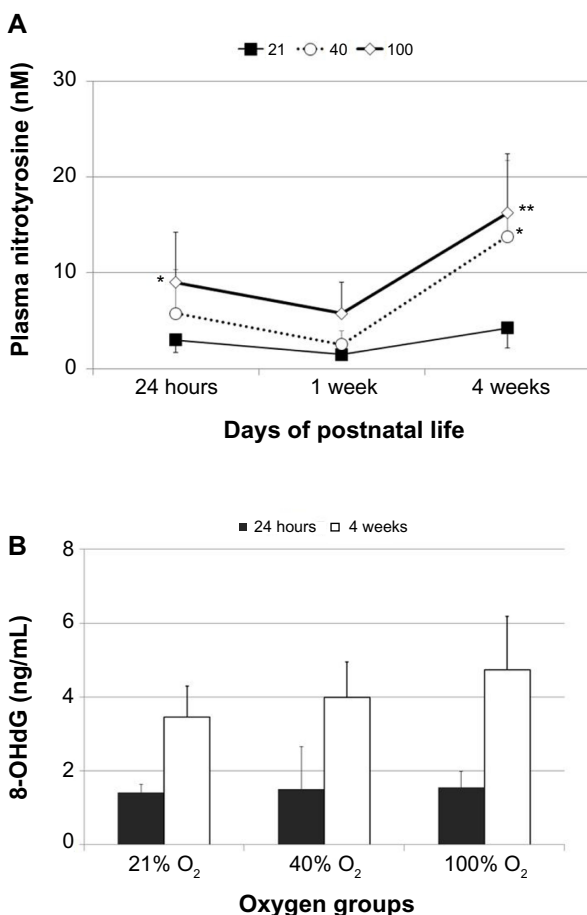 A
21 40 100
Plasma nitrotyrosine (nM)
30
20
10
0
*
**
*
24 hours 1 week 4 weeks
Days of postnatal life
B
24 hours 4 weeks
8-OHdG (ng/mL)
8
6
4
2
0
21% O₂ 40% O₂ 100% O₂
Oxygen groups